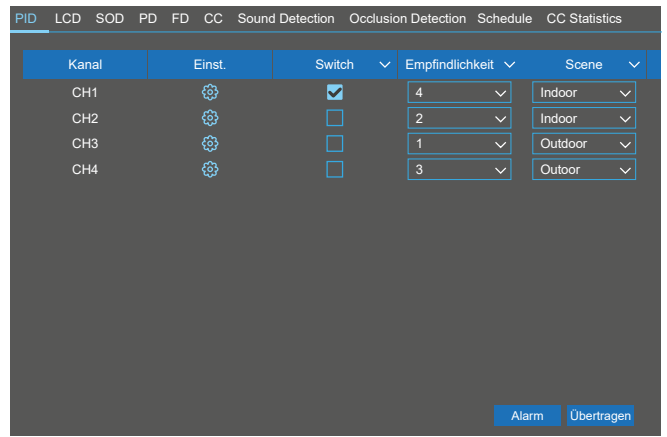 PID LCD SOD PD FD CC Sound Detection Occlusion Detection Schedule CC Statistics
Kanal Einst. Switch Empfindlichkeit Scene
CH1 4 Indoor
CH2 2 Indoor
CH3 1 Outdoor
CH4 3 Outoor
Alarm Übertragen